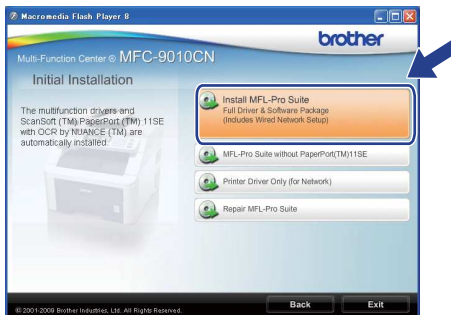 Macromedia Flash Player 8
brother
Multi-Function Center ® MFC-9010CN
Initial Installation
The multifunction drivers and
ScanSoft (TM) PaperPort (TM) 11SE
with OCR by NUANCE (TM) are
automatically installed.
Install MFL-Pro Suite
Full Driver & Software Package
(Includes Wired Network Setup)
MFL-Pro Suite without PaperPort(TM)11SE
Printer Driver Only (for Network)
Repair MFL-Pro Suite
© 2001-2009 Brother Industries, Ltd. All Rights Reserved.
Back
Exit